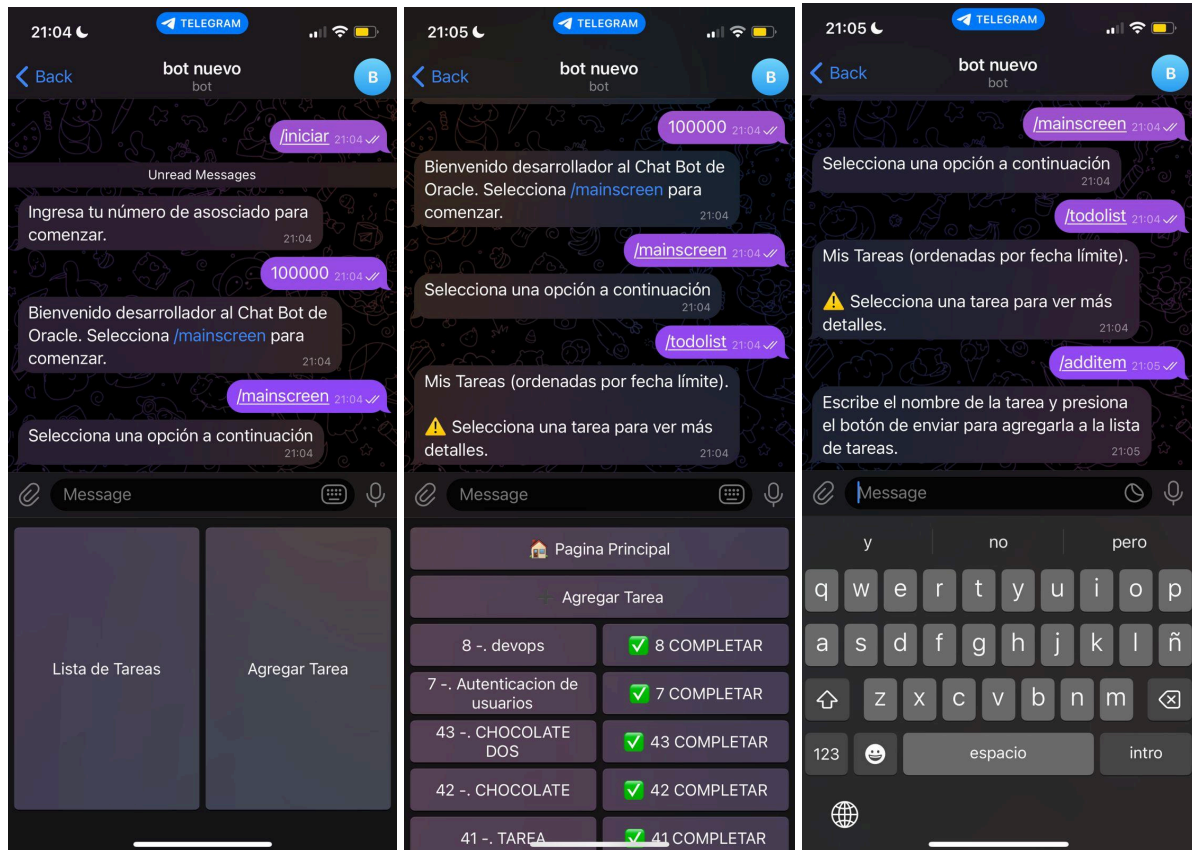 21:04
TELEGRAM
Back
bot nuevo
bot
B
/iniciar 21:04
Unread Messages
Ingresa tu número de asosciado para
comenzar.
21:04
100000 21:04
Bienvenido desarrollador al Chat Bot de
Oracle. Selecciona /mainscreen para
comenzar.
21:04
/mainscreen 21:04
Selecciona una opción a continuación
21:04
Message
Lista de Tareas
Agregar Tarea
21:05
TELEGRAM
Back
bot nuevo
bot
B
100000 21:04
Bienvenido desarrollador al Chat Bot de
Oracle. Selecciona /mainscreen para
comenzar.
21:04
/mainscreen 21:04
Selecciona una opción a continuación
21:04
/todolist 21:04
Mis Tareas (ordenadas por fecha límite).
⚠️ Selecciona una tarea para ver más
detalles.
21:04
Message
🏠 Pagina Principal
➕ Agregar Tarea
8 -. devops
✅ 8 COMPLETAR
7 -. Autenticacion de
usuarios
✅ 7 COMPLETAR
43 -. CHOCOLATE
DOS
✅ 43 COMPLETAR
42 -. CHOCOLATE
✅ 42 COMPLETAR
41 -. TAREA
✅ 41 COMPLETAR
21:05
TELEGRAM
Back
bot nuevo
bot
B
/mainscreen 21:04
Selecciona una opción a continuación
21:04
/todolist 21:04
Mis Tareas (ordenadas por fecha límite).
⚠️ Selecciona una tarea para ver más
detalles.
21:04
/additem 21:05
Escribe el nombre de la tarea y presiona
el botón de enviar para agregarla a la lista
de tareas.
21:05
Message
y no pero
q w e r t y u i o p
a s d f g h j k l ñ
z x c v b n m
123 espacio intro